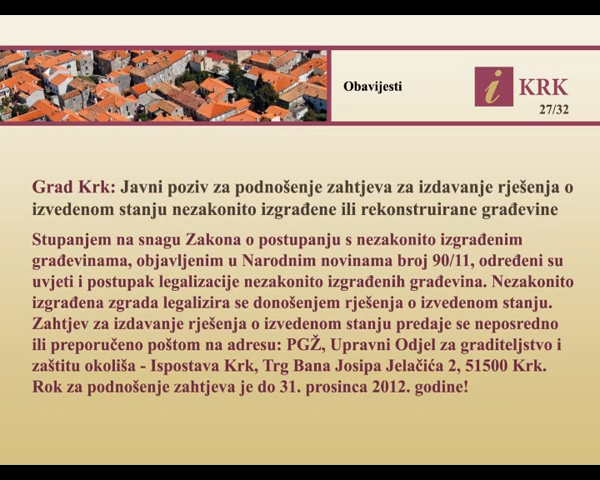 Obavijesti
i KRK
27/32
Grad Krk: Javni poziv za podnošenje zahtjeva za izdavanje rješenja o
izvedenom stanju nezakonito izgrađene ili rekonstruirane građevine
Stupanjem na snagu Zakona o postupanju s nezakonito izgrađenim
građevinama, objavljenim u Narodnim novinama broj 90/11, određeni su
uvjeti i postupak legalizacije nezakonito izgrađenih građevina. Nezakonito
izgrađena zgrada legalizira se donošenjem rješenja o izvedenom stanju.
Zahtjev za izdavanje rješenja o izvedenom stanju predaje se neposredno
ili preporučeno poštom na adresu: PGŽ, Upravni Odjel za graditeljstvo i
zaštitu okoliša - Ispostava Krk, Trg Bana Josipa Jelačića 2, 51500 Krk.
Rok za podnošenje zahtjeva je do 31. prosinca 2012. godine!